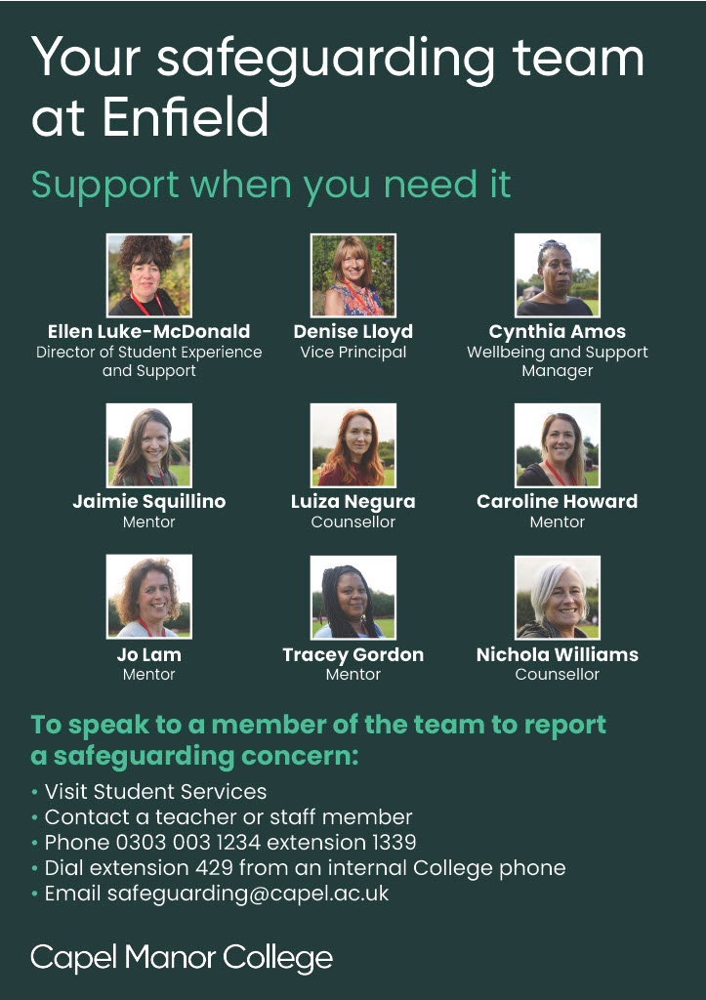 Your safeguarding team
at Enfield
Support when you need it
Ellen Luke-McDonald
Director of Student Experience
and Support
Denise Lloyd
Vice Principal
Cynthia Amos
Wellbeing and Support
Manager
Jaimie Squillino
Mentor
Luiza Negura
Counsellor
Caroline Howard
Mentor
Jo Lam
Mentor
Tracey Gordon
Mentor
Nichola Williams
Counsellor
To speak to a member of the team to report
a safeguarding concern:
• Visit Student Services
• Contact a teacher or staff member
• Phone 0303 003 1234 extension 1339
• Dial extension 429 from an internal College phone
• Email safeguarding@capel.ac.uk
Capel Manor College